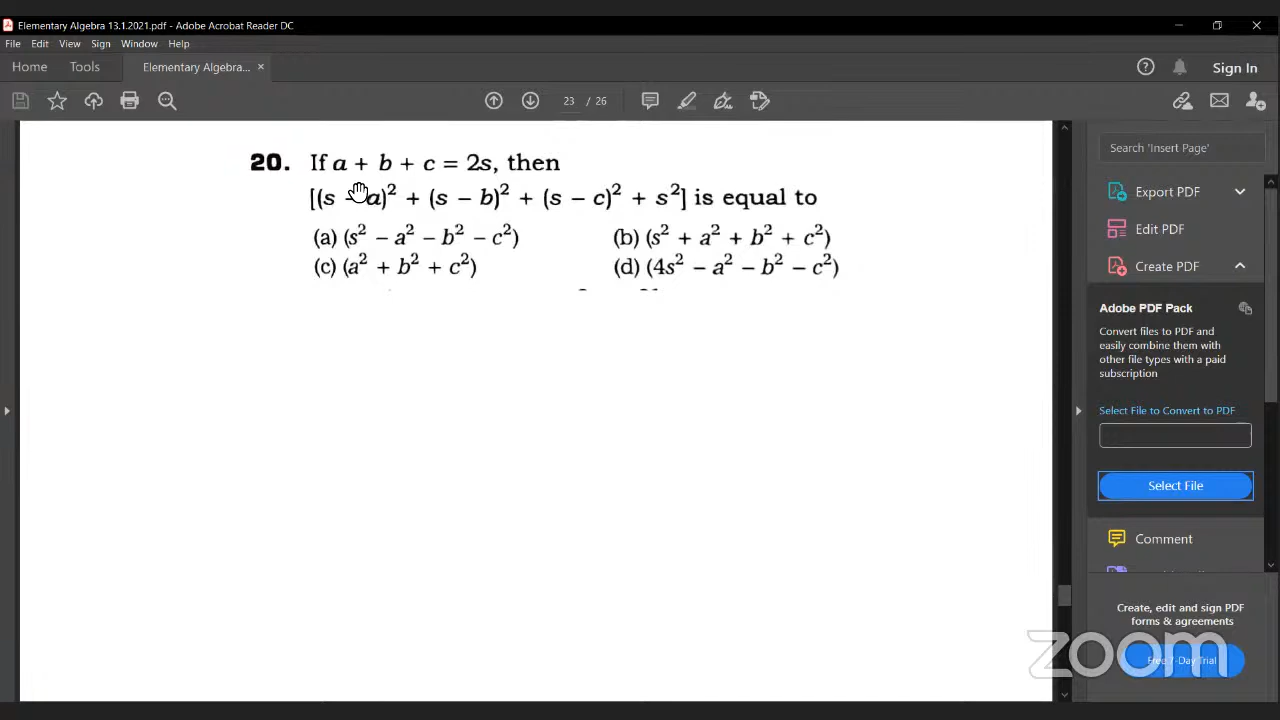 Elementary Algebra 13.1.2021.pdf - Adobe Acrobat Reader DC
File Edit View Sign Window Help
Home Tools Elementary Algebra... ×
Sign In
23 / 26
20. If a + b + c = 2s, then
[(s - a)² + (s – b)² + (s – c)² + s²] is equal to
(a) (s² – a² – b² – c²) (b) (s² + a² + b² + c²)
(c) (a² + b² + c²) (d) (4s² – a² – b² – c²)
Search 'Insert Page'
Export PDF
Edit PDF
Create PDF
Adobe PDF Pack
Convert files to PDF and
easily combine them with
other file types with a paid
subscription
Select File to Convert to PDF
Select File
Comment
Create, edit and sign PDF
forms & agreements
Free 7-Day Trial
zoom